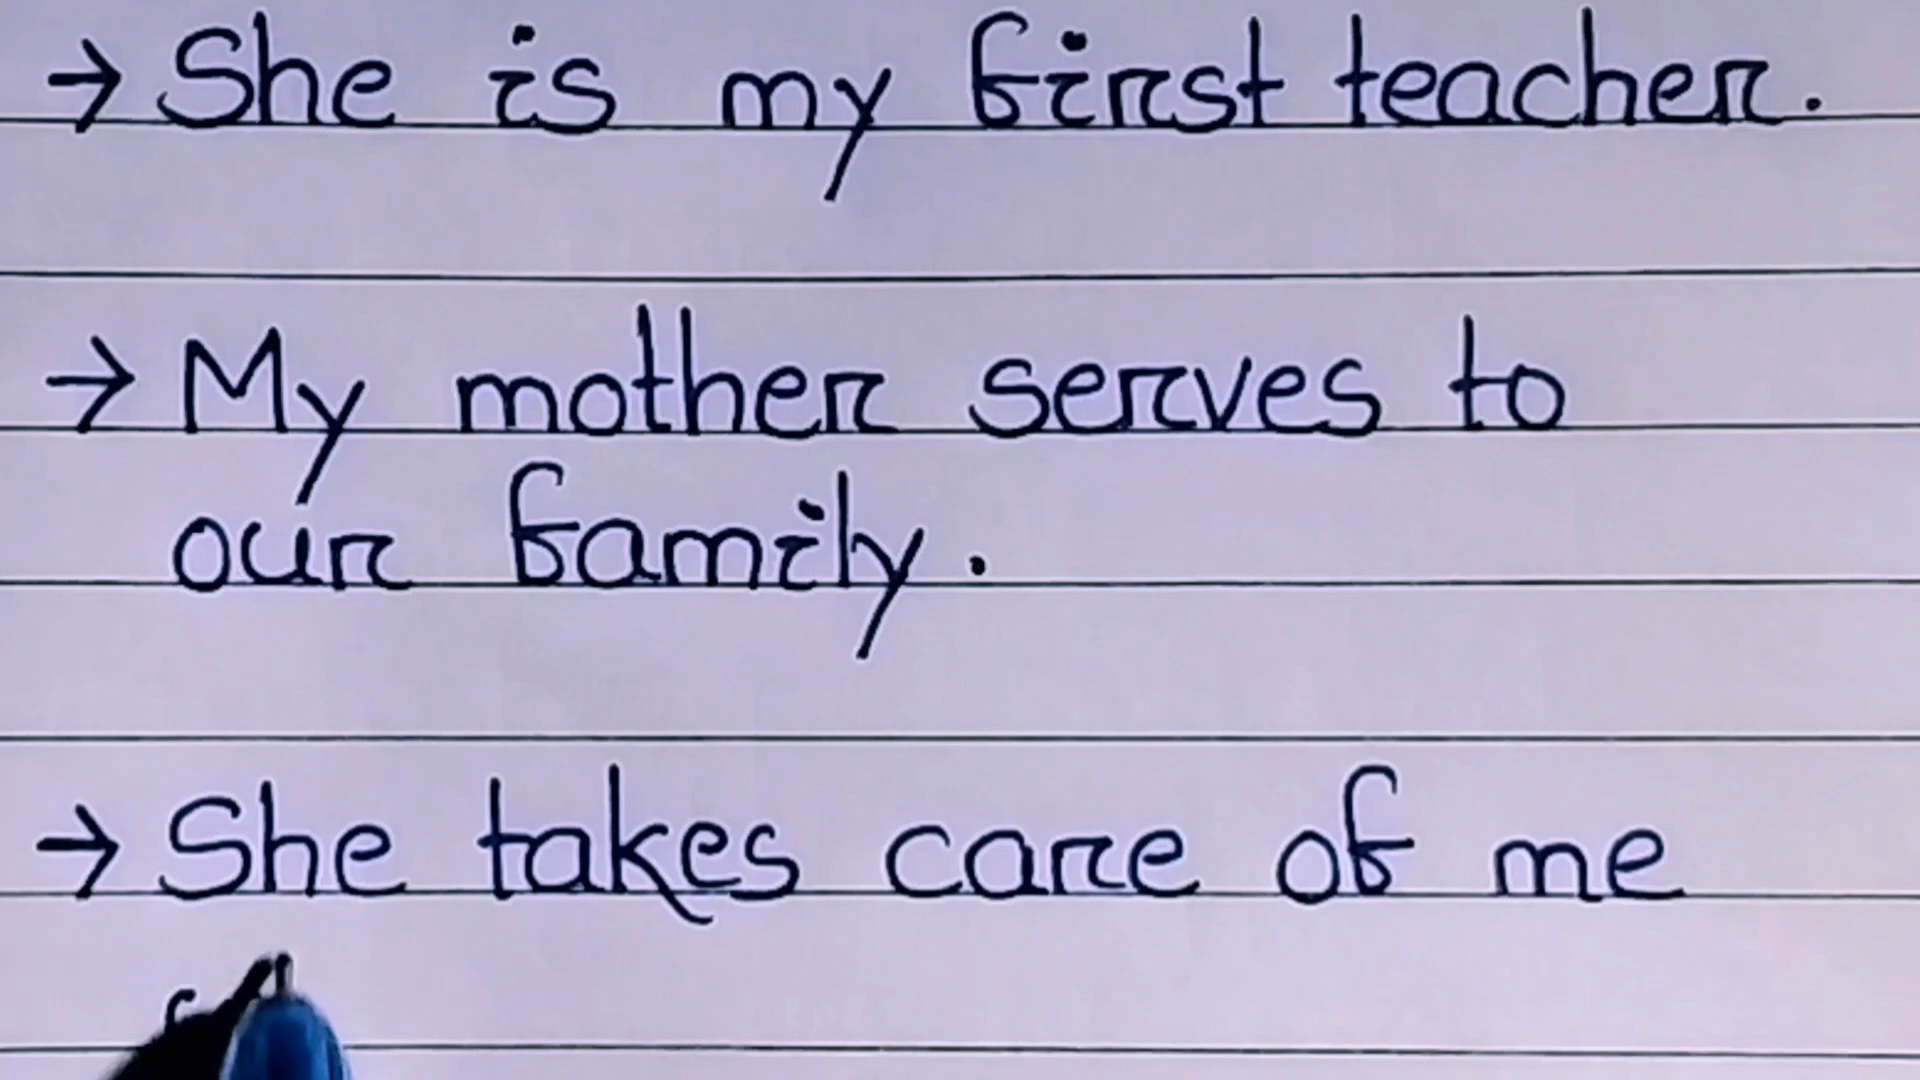 → She is my first teacher.
→ My mother serves to
our family.
→ She takes care of me